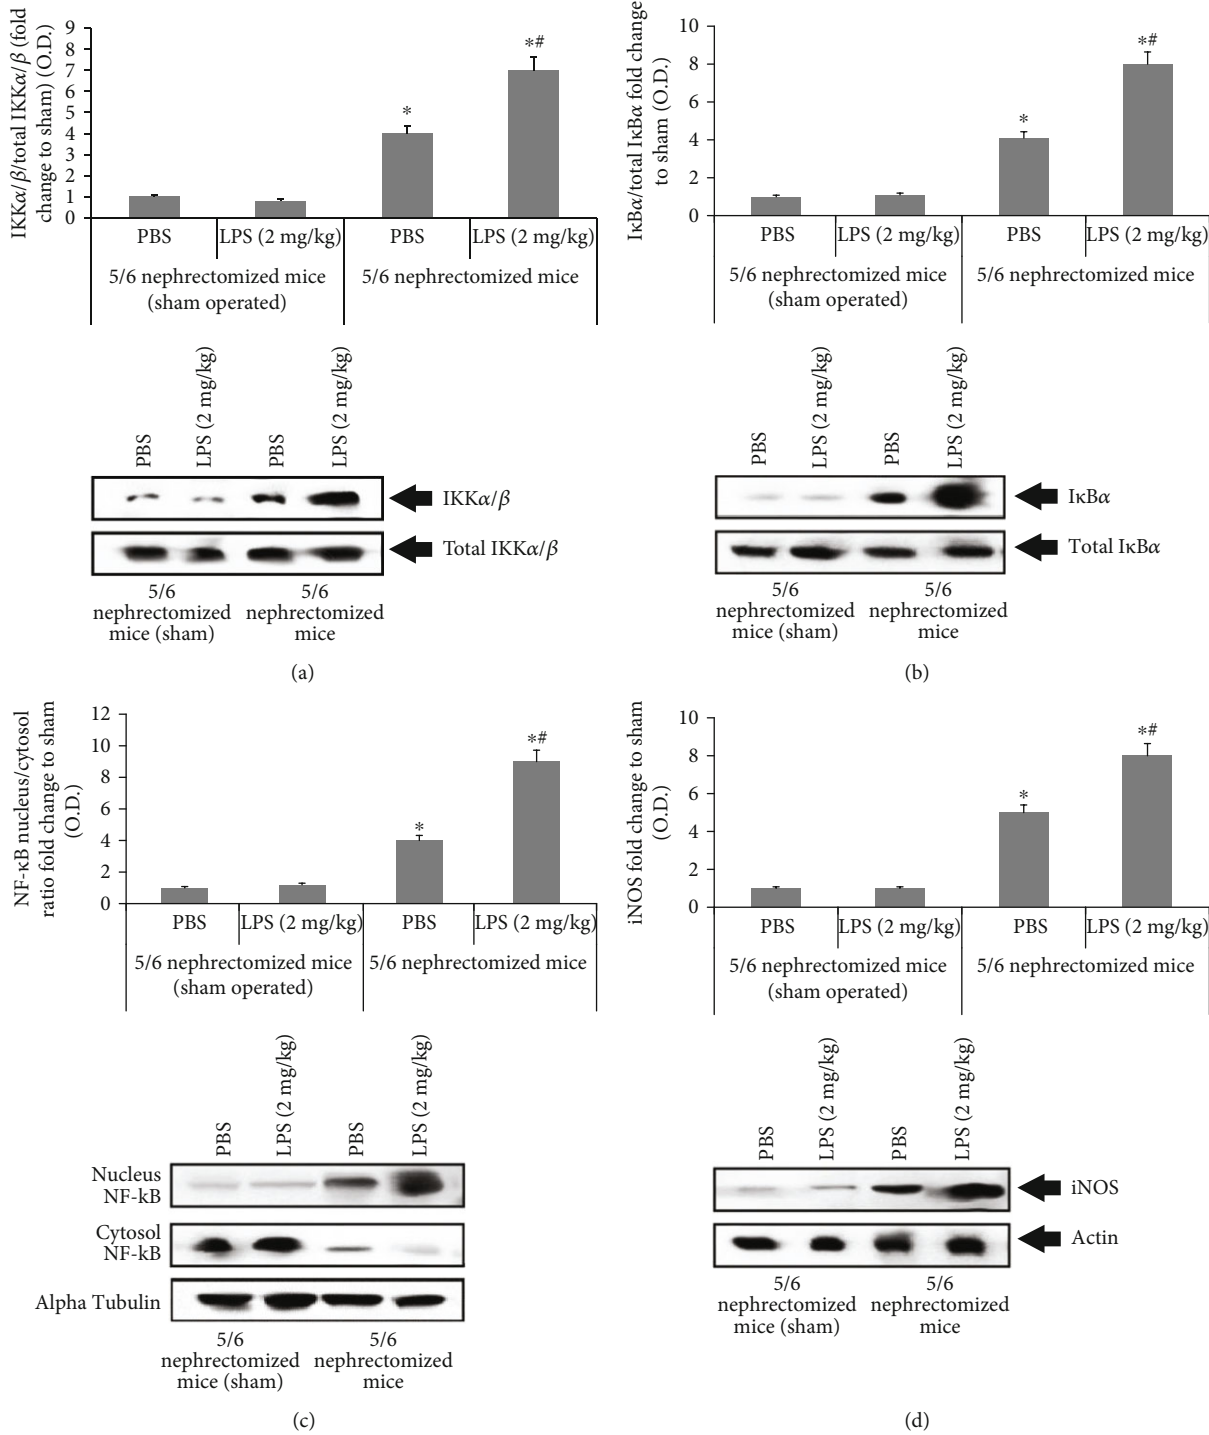 IKKα/β/total IKKα/β (fold
change to sham) (O.D.)
9
8
7
6
5
4
3
2
1
0
*
*#
PBS
LPS (2 mg/kg)
PBS
LPS (2 mg/kg)
5/6 nephrectomized mice
(sham operated)
5/6 nephrectomized mice
PBS
LPS (2 mg/kg)
PBS
LPS (2 mg/kg)
IKKα/β
Total IKKα/β
5/6
nephrectomized
mice (sham)
5/6
nephrectomized
mice
(a)
IκBα/total IκBα fold change
to sham (O.D.)
10
8
6
4
2
0
*
*#
PBS
LPS (2 mg/kg)
PBS
LPS (2 mg/kg)
5/6 nephrectomized mice
(sham operated)
5/6 nephrectomized mice
PBS
LPS (2 mg/kg)
PBS
LPS (2 mg/kg)
IκBα
Total IκBα
5/6
nephrectomized
mice (sham)
5/6
nephrectomized
mice
(b)
NF-κB nucleus/cytosol
ratio fold change to sham
(O.D.)
12
10
8
6
4
2
0
*
*#
PBS
LPS (2 mg/kg)
PBS
LPS (2 mg/kg)
5/6 nephrectomized mice
(sham operated)
5/6 nephrectomized mice
PBS
LPS (2 mg/kg)
PBS
LPS (2 mg/kg)
Nucleus
NF-kB
Cytosol
NF-kB
Alpha Tubulin
5/6
nephrectomized
mice (sham)
5/6
nephrectomized
mice
(c)
iNOS fold change to sham
(O.D.)
10
8
6
4
2
0
*
*#
PBS
LPS (2 mg/kg)
PBS
LPS (2 mg/kg)
5/6 nephrectomized mice
(sham operated)
5/6 nephrectomized mice
PBS
LPS (2 mg/kg)
PBS
LPS (2 mg/kg)
iNOS
Actin
5/6
nephrectomized
mice (sham)
5/6
nephrectomized
mice
(d)